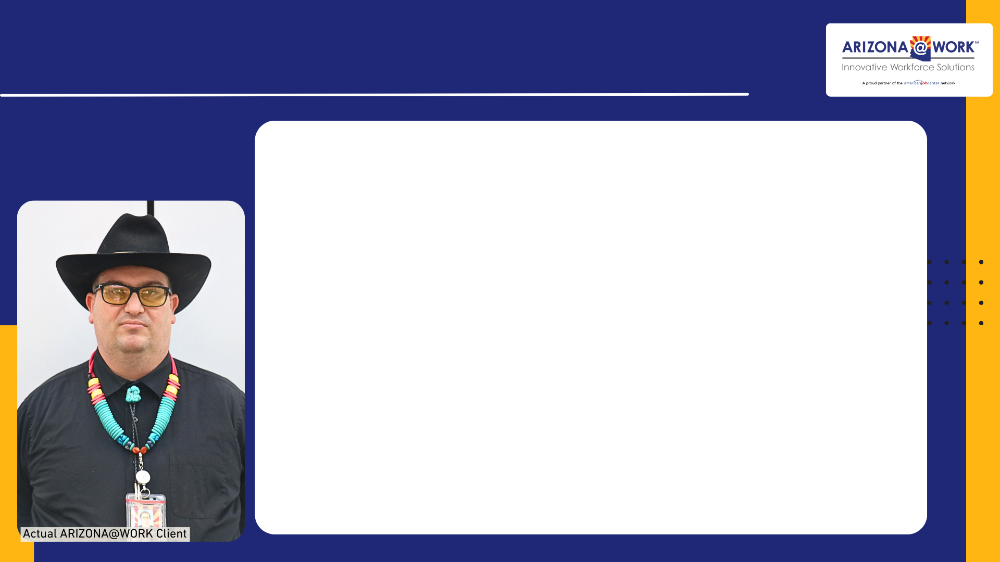 ARIZONA@WORK™
Innovative Workforce Solutions
A proud partner of the americanjobcenter network
Actual ARIZONA@WORK Client